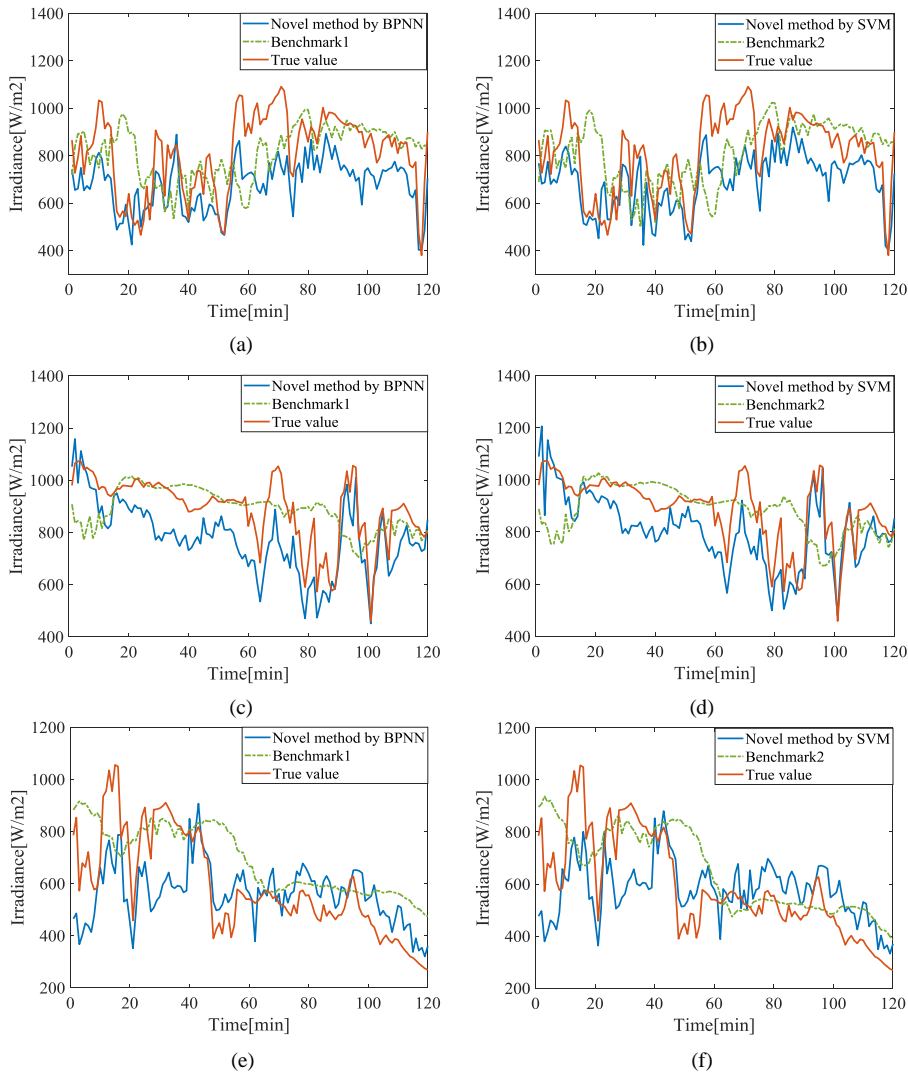 1400
1200
1000
800
600
400
Irradiance[W/m2]
Novel method by BPNN
Benchmark1
True value
0 20 40 60 80 100 120
Time[min]
(a)
1400
1200
1000
800
600
400
Irradiance[W/m2]
Novel method by SVM
Benchmark2
True value
0 20 40 60 80 100 120
Time[min]
(b)
1400
1200
1000
800
600
400
Irradiance[W/m2]
Novel method by BPNN
Benchmark1
True value
0 20 40 60 80 100 120
Time[min]
(c)
1400
1200
1000
800
600
400
Irradiance[W/m2]
Novel method by SVM
Benchmark2
True value
0 20 40 60 80 100 120
Time[min]
(d)
1200
1000
800
600
400
200
Irradiance[W/m2]
Novel method by BPNN
Benchmark1
True value
0 20 40 60 80 100 120
Time[min]
(e)
1200
1000
800
600
400
200
Irradiance[W/m2]
Novel method by SVM
Benchmark2
True value
0 20 40 60 80 100 120
Time[min]
(f)